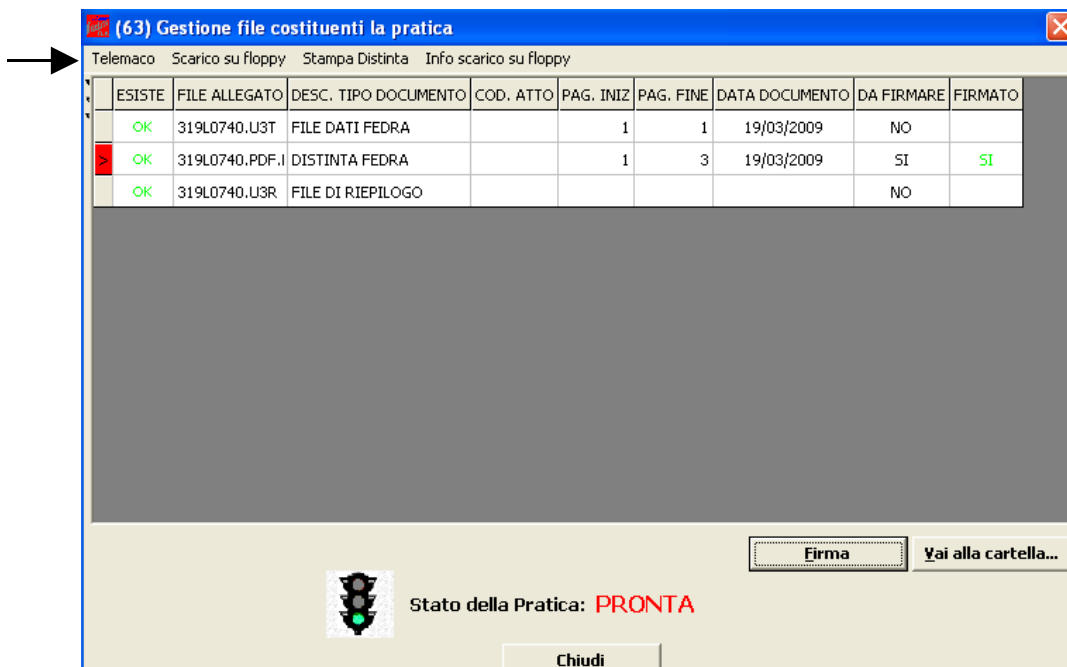 (63) Gestione file costituenti la pratica
Telemaco Scarico su floppy Stampa Distinta Info scarico su floppy
ESISTE FILE ALLEGATO DESC. TIPO DOCUMENTO COD. ATTO PAG. INIZ PAG. FINE DATA DOCUMENTO DA FIRMARE FIRMATO
OK 319L0740.U3T FILE DATI FEDRA 1 1 19/03/2009 NO
> OK 319L0740.PDF. DISTINTA FEDRA 1 3 19/03/2009 SI SI
OK 319L0740.U3R FILE DI RIEPILOGO NO
Firma Vai alla cartella...
Stato della Pratica: PRONTA
Chiudi